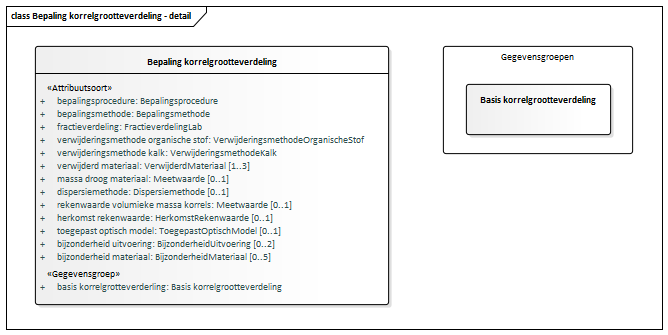 class Bepaling korrelgrootteverdeling - detail
Bepaling korrelgrootteverdeling
«Attribuutsoort»
+ bepalingsprocedure: Bepalingsprocedure
+ bepalingsmethode: Bepalingsmethode
+ fractieverdeling: FractieverdelingLab
+ verwijderingsmethode organische stof: VerwijderingsmethodeOrganischeStof
+ verwijderingsmethode kalk: VerwijderingsmethodeKalk
+ verwijderd materiaal: VerwijderdMateriaal [1..3]
+ massa droog materiaal: Meetwaarde [0..1]
+ dispersiemethode: Dispersiemethode [0..1]
+ rekenwaarde volumieke massa korrels: Meetwaarde [0..1]
+ herkomst rekenwaarde: HerkomstRekenwaarde [0..1]
+ toegepast optisch model: ToegepastOptischModel [0..1]
+ bijzonderheid uitvoering: BijzonderheidUitvoering [0..2]
+ bijzonderheid materiaal: BijzonderheidMateriaal [0..5]
«Gegevensgroep»
+ basis korrelgrotteverderling: Basis korrelgrootteverdeling
Gegevensgroepen
Basis korrelgrootteverdeling